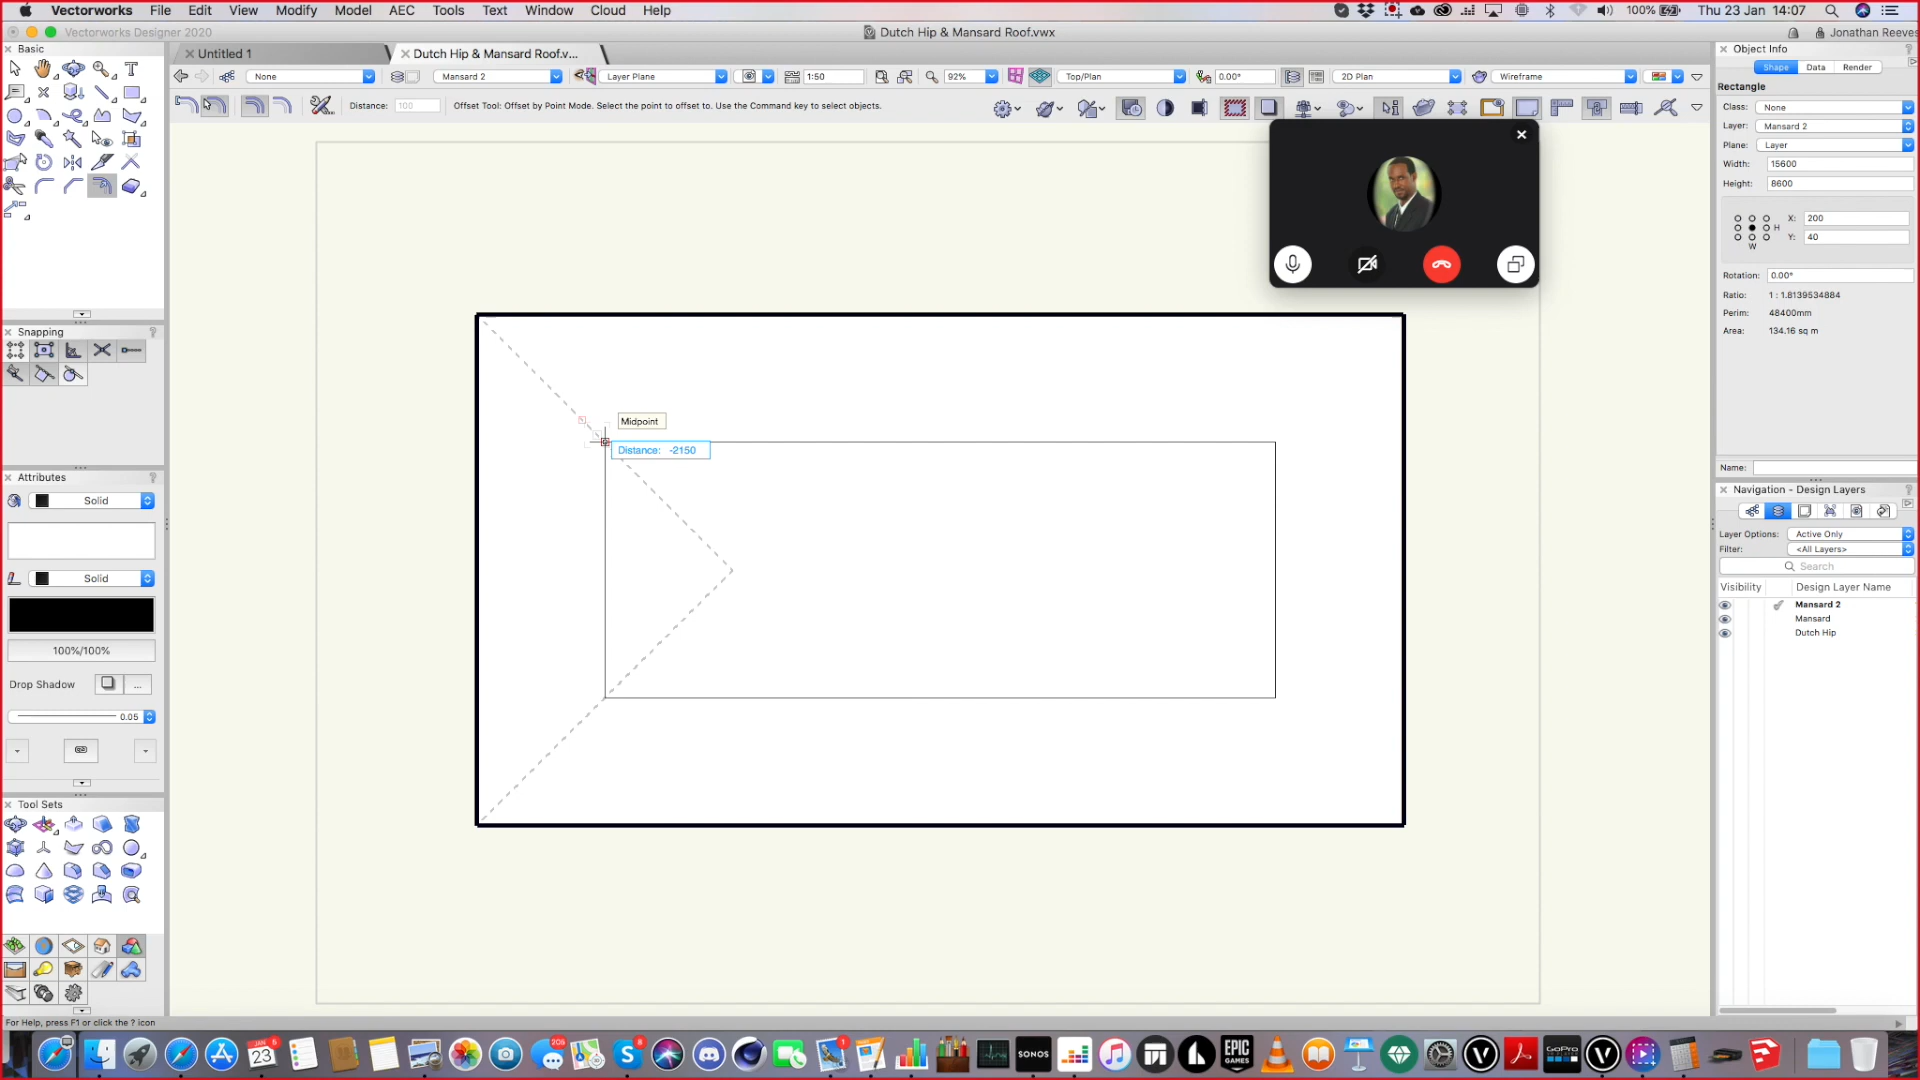 Vectorworks File Edit View Modify Model AEC Tools Text Window Cloud Help 100% Thu 23 Jan 14:07
Vectorworks Designer 2020
Dutch Hip & Mansard Roof.vwx
Jonathan Reeves
Basic
Untitled 1
Dutch Hip & Mansard Roof.v...
None
Mansard 2
Layer Plane
1:50
92%
Top/Plan
0.00°
2D Plan
Wireframe
Distance: 100
Offset Tool: Offset by Point Mode. Select the point to offset to. Use the Command key to select objects.
Snapping
Attributes
Solid
Solid
100%/100%
Drop Shadow
...
0.05
Tool Sets
Midpoint
Distance: -2150
Object Info
Shape Data Render
Rectangle
Class: None
Layer: Mansard 2
Plane: Layer
Width: 15600
Height: 8600
X: 200
H
Y: 40
W
Rotation: 0.00°
Ratio: 1 : 1.8139534884
Perim: 48400mm
Area: 134.16 sq m
Name:
Navigation - Design Layers
Layer Options: Active Only
Filter: <All Layers>
Search
Visibility Design Layer Name
Mansard 2
Mansard
Dutch Hip
For Help, press F1 or click the ? icon
JAN
23
SONOS
EPIC
GAMES
GoPro